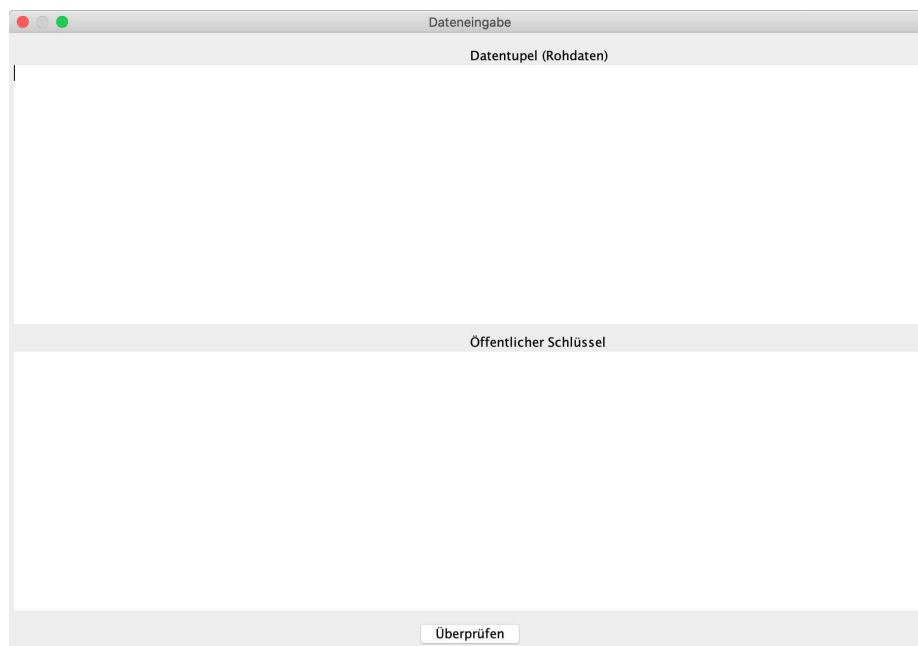 Dateneingabe
Datentupel (Rohdaten)
Öffentlicher Schlüssel
Überprüfen